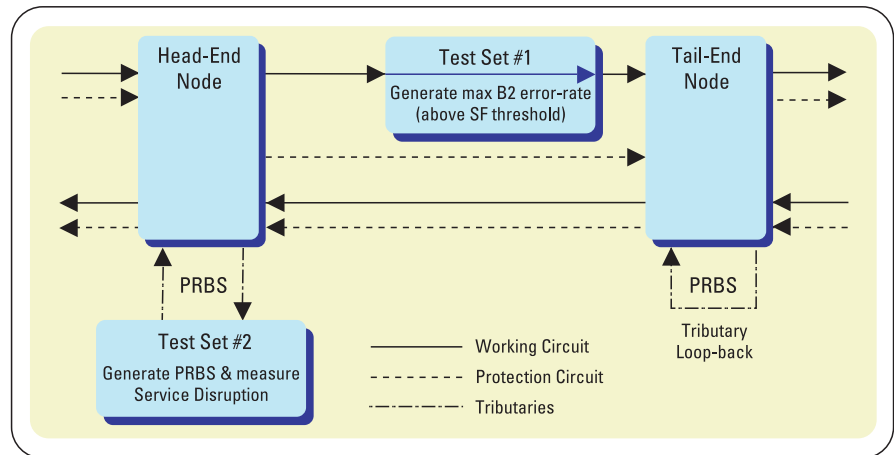 Head-End
Node
Test Set #1
Generate max B2 error-rate
(above SF threshold)
Tail-End
Node
PRBS
PRBS
Tributary
Loop-back
Test Set #2
Generate PRBS & measure
Service Disruption
Working Circuit
Protection Circuit
Tributaries